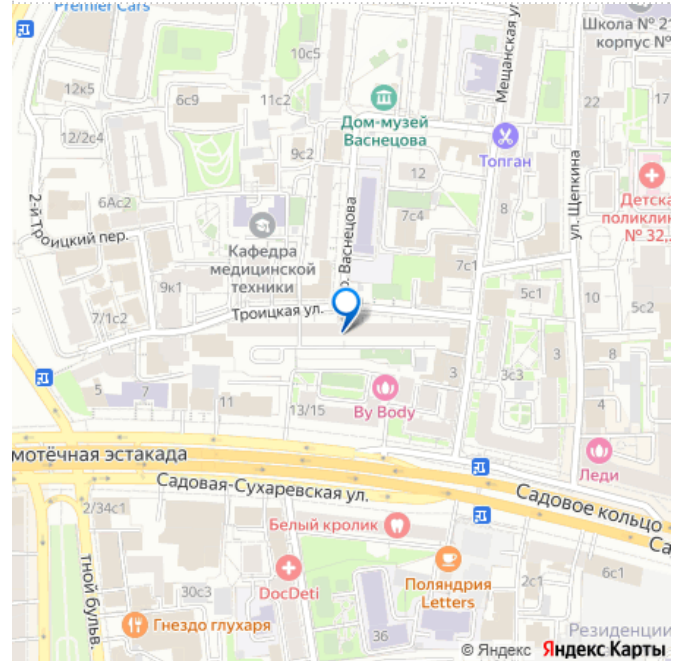 Premier Cars
10с5
Школа № 21
корпус №
Мещанская ул.
12к5
6с9
11с2
22
17
Дом-музей
Васнецова
Топган
12/2с4
9с2
12
ул. Щепкина
6Ас2
2-й Троицкий пер.
8
Детска
поликлин
№ 32,..
7с4
Кафедра
медицинской
техники
р. Васнецова
7с1
9к1
5с1
10
5с2
7/1с2
Троицкая ул.
3
3с3
3
8
5
7
11
13/15
By Body
4
мотёчная эстакада
Леди
Садовая-Сухаревская ул.
Садовое кольцо
Са
2/34с1
Белый кролик
тной бульв.
30с3
DocDeti
Поляндрия
Letters
2с1
6с1
Гнездо глухаря
36
Резиденции
© Яндекс Яндекс Карты